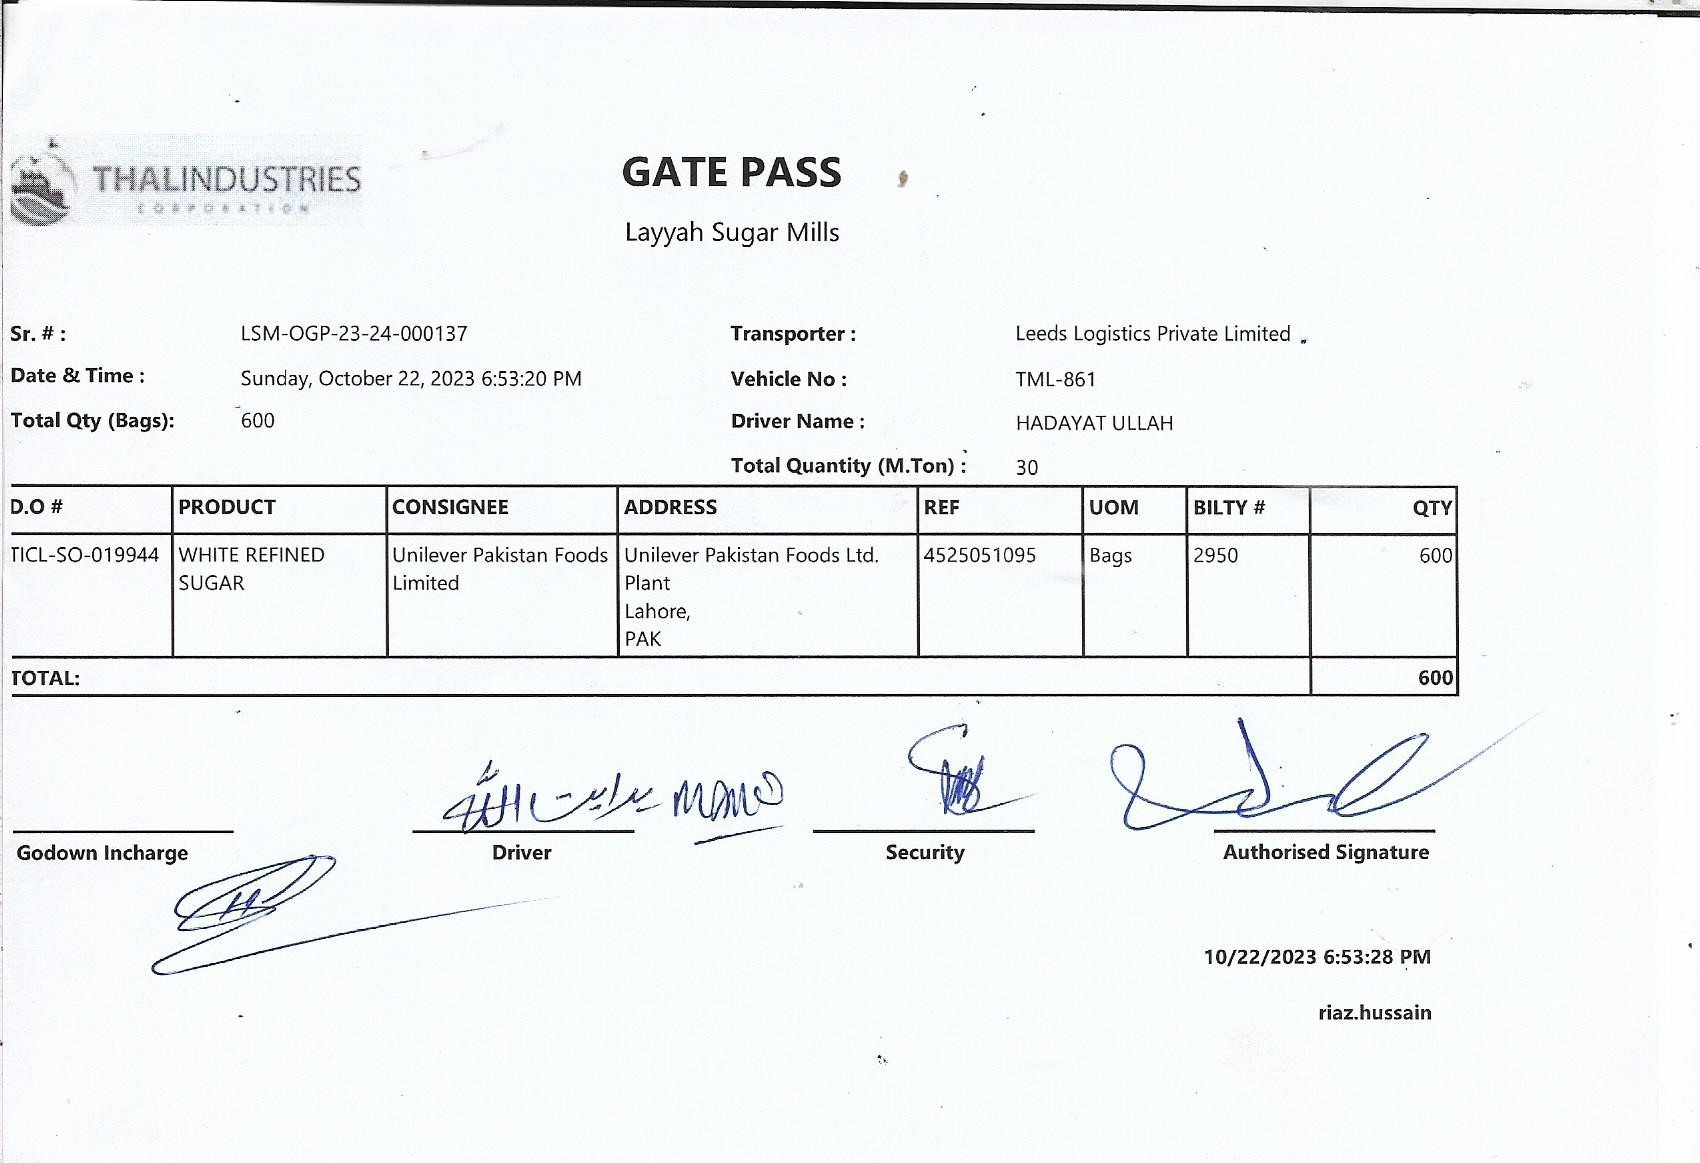 THALINDUSTRIES
CORPORATION
GATE PASS
Layyah Sugar Mills
Sr. # : LSM-OGP-23-24-000137 Transporter : Leeds Logistics Private Limited
Date & Time : Sunday, October 22, 2023 6:53:20 PM Vehicle No : TML-861
Total Qty (Bags): 600 Driver Name : HADAYAT ULLAH
Total Quantity (M.Ton) : 30
D.O # PRODUCT CONSIGNEE ADDRESS REF UOM BILTY # QTY
TICL-SO-019944 WHITE REFINED Unilever Pakistan Foods Unilever Pakistan Foods Ltd. 4525051095 Bags 2950 600
SUGAR Limited Plant
Lahore,
PAK
TOTAL: 600
ہدایت اللہ
Godown Incharge Driver Security Authorised Signature
10/22/2023 6:53:28 PM
riaz.hussain